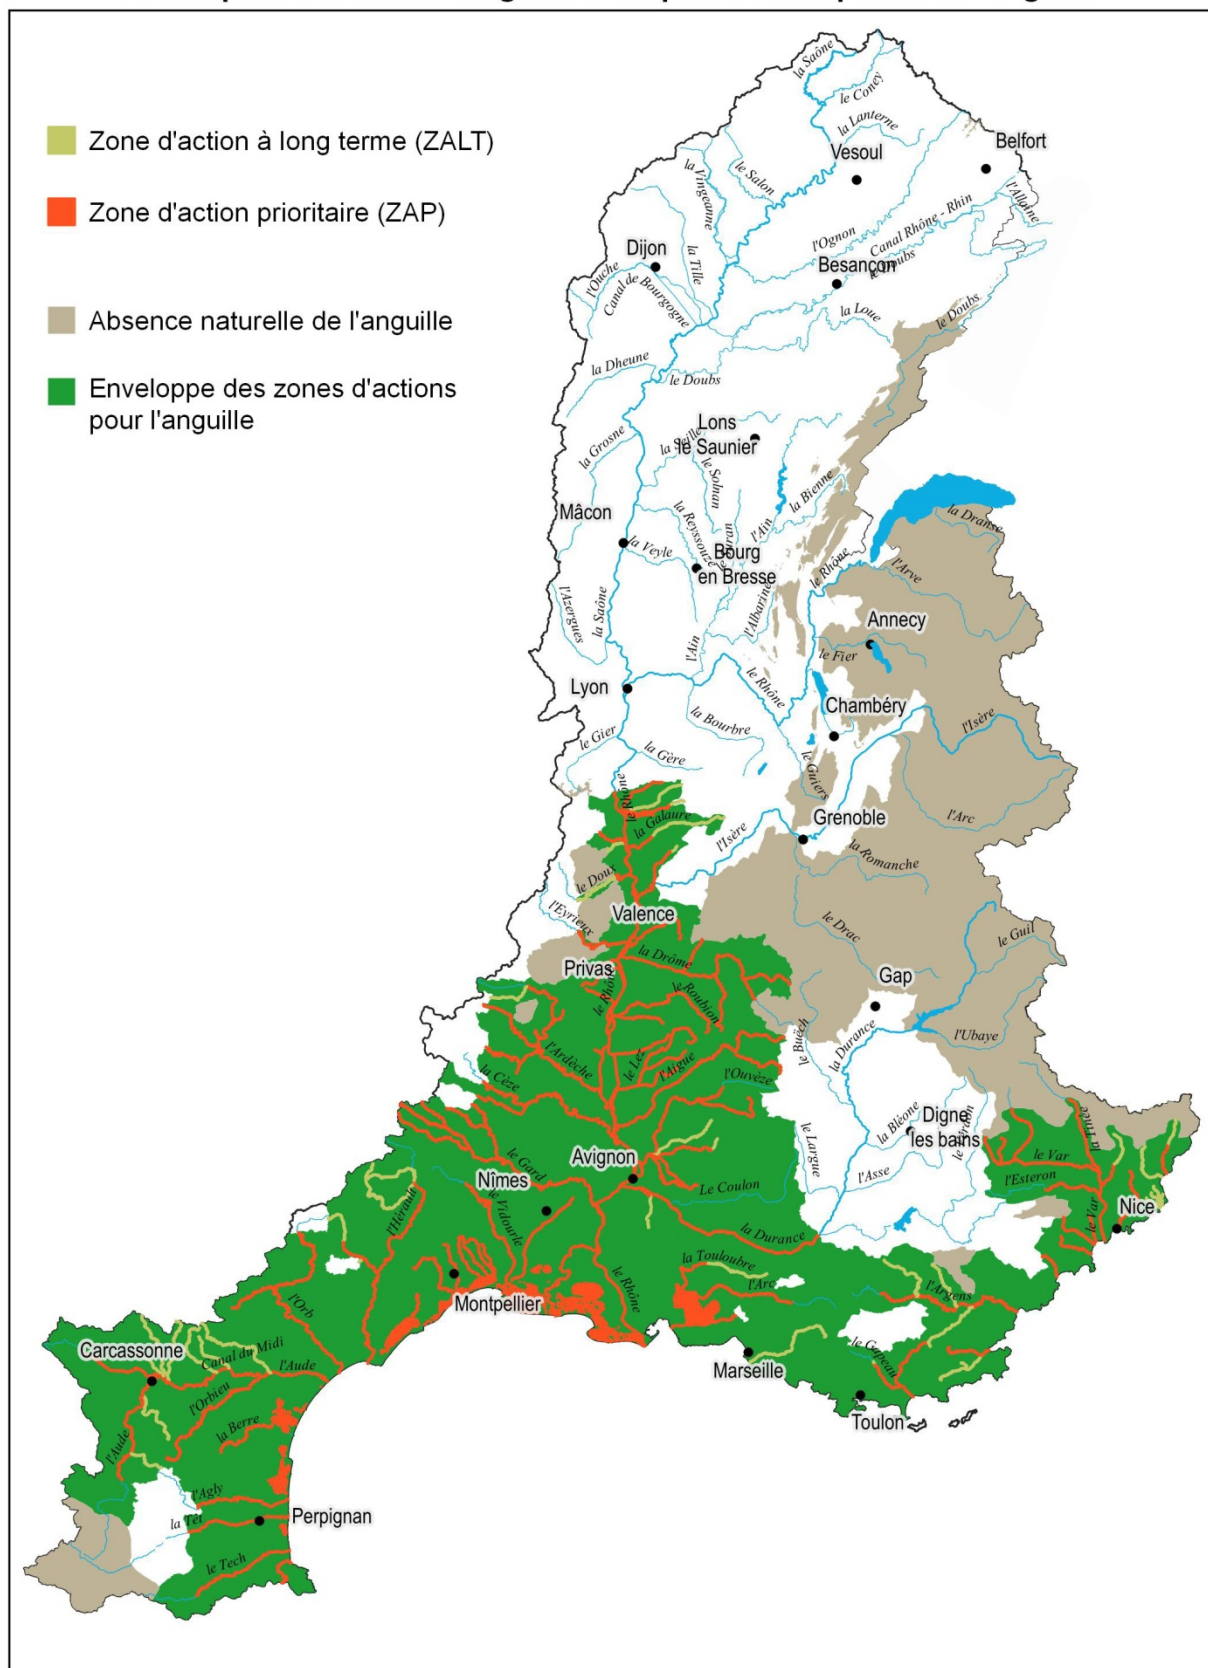 Zone d'action à long terme (ZALT)
Zone d'action prioritaire (ZAP)
Absence naturelle de l'anguille
Enveloppe des zones d'actions
pour l'anguille
la Saône
le Coney
la Lanterne
Vesoul
Belfort
l'Allaine
le Salon
la Vingeanne
l'Ognon
Canal Rhône - Rhin
Dijon
la Tille
Besançon
le Doubs
l'Ouche
Canal de Bourgogne
la Loue
le Doubs
la Dheune
le Doubs
Lons
le Saunier
la Seille
la Grosne
le Solnan
la Bienne
la Dranse
Mâcon
la Reyssouze
l'Ain
la Veyle
Bourg
en Bresse
le Rhône
l'Arve
l'Azergues
la Saône
l'Albarine
Annecy
le Fier
l'Ain
Lyon
le Rhône
Chambéry
la Bourbre
l'Isère
le Gier
la Gère
le Guiers
le Rhône
Grenoble
l'Arc
la Galaure
l'Isère
la Romanche
le Doux
l'Eyrieux
Valence
le Drac
le Guil
la Drôme
Privas
Gap
le Rhône
le Roubion
le Buëch
la Durance
l'Ubaye
l'Ardèche
le Lez
l'Aigue
la Cèze
l'Ouvèze
la Bléone
Digne
les bains
le Verdon
la Tinée
le Largue
le Gard
Avignon
le Var
l'Asse
Nîmes
Le Coulon
l'Esteron
l'Hérault
le Vidourle
Nice
le Var
la Durance
la Touloubre
le Rhône
l'Arc
l'Argens
Montpellier
l'Orb
Carcassonne
Canal du Midi
le Gapeau
l'Aude
Marseille
l'Orbieu
Toulon
la Berre
l'Aude
l'Agly
la Têt
Perpignan
le Tech